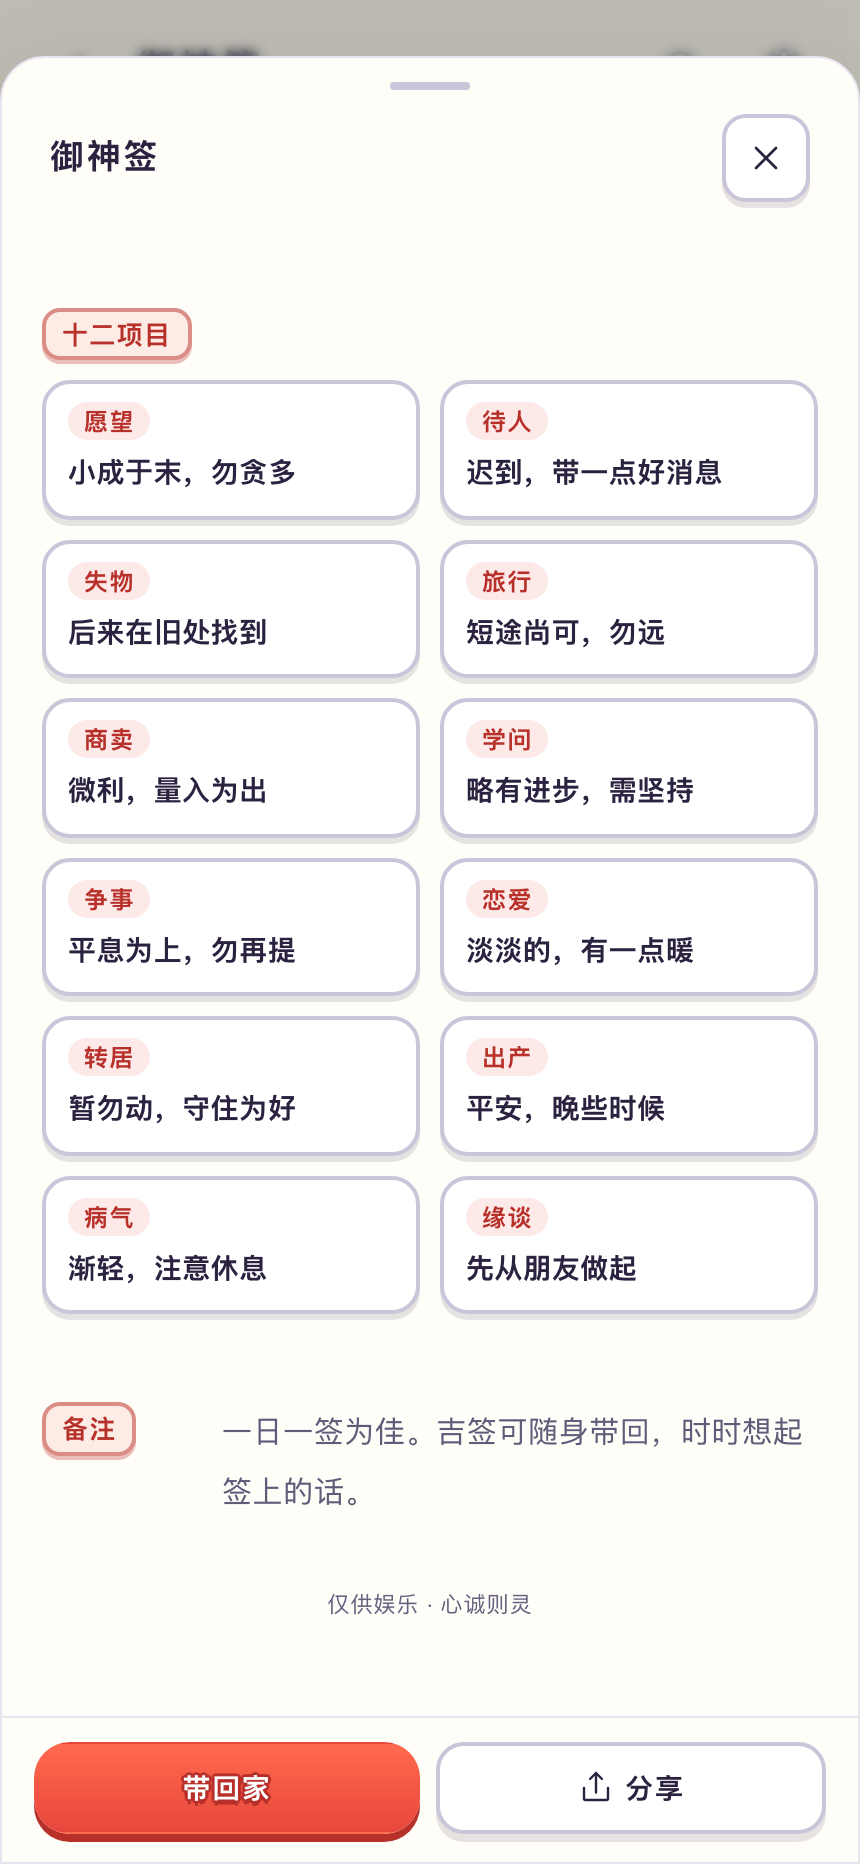 御神签
十二项目
愿望
小成于末，勿贪多
待人
迟到，带一点好消息
失物
后来在旧处找到
旅行
短途尚可，勿远
商卖
微利，量入为出
学问
略有进步，需坚持
争事
平息为上，勿再提
恋爱
淡淡的，有一点暖
转居
暂勿动，守住为好
出产
平安，晚些时候
病气
渐轻，注意休息
缘谈
先从朋友做起
备注
一日一签为佳。吉签可随身带回，时时想起
签上的话。
仅供娱乐 · 心诚则灵
带回家
分享